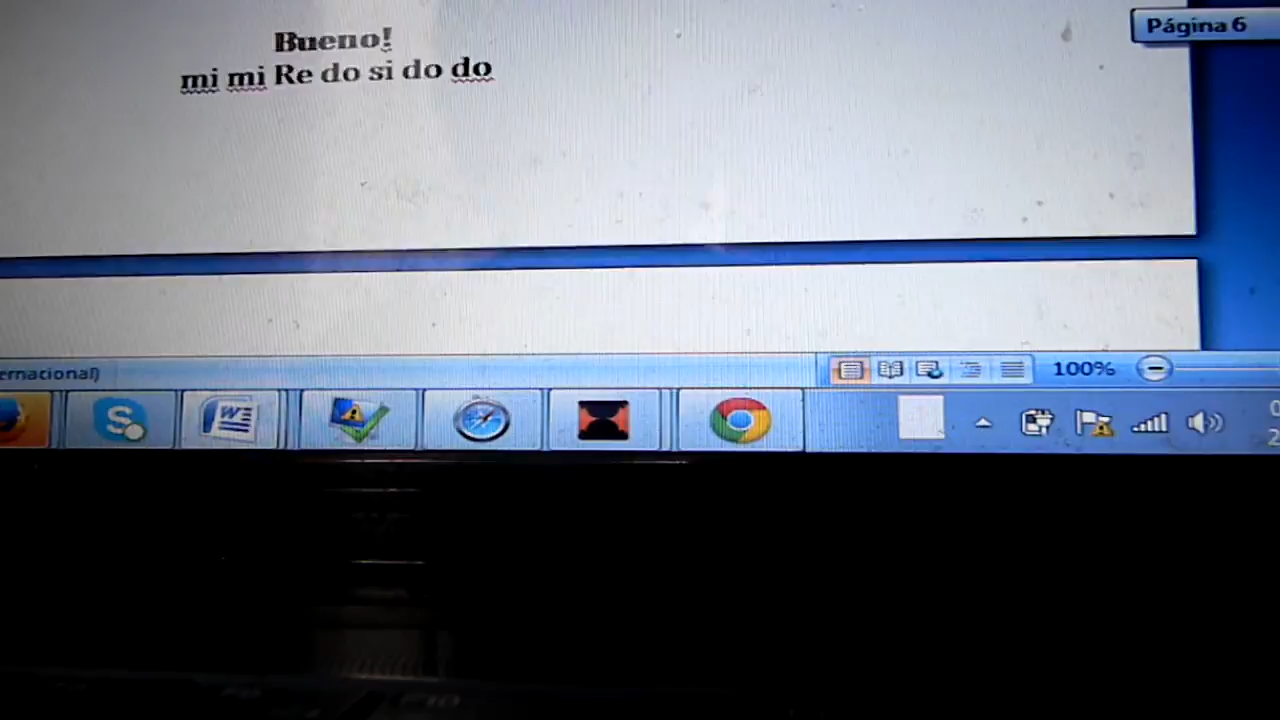 Bueno!
mi mi Re do si do do
Página 6
ernacional)
100%